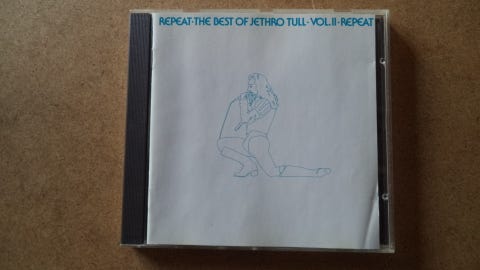 REPEAT·THE BEST OF JETHRO TULL-VOL.II·REPEAT